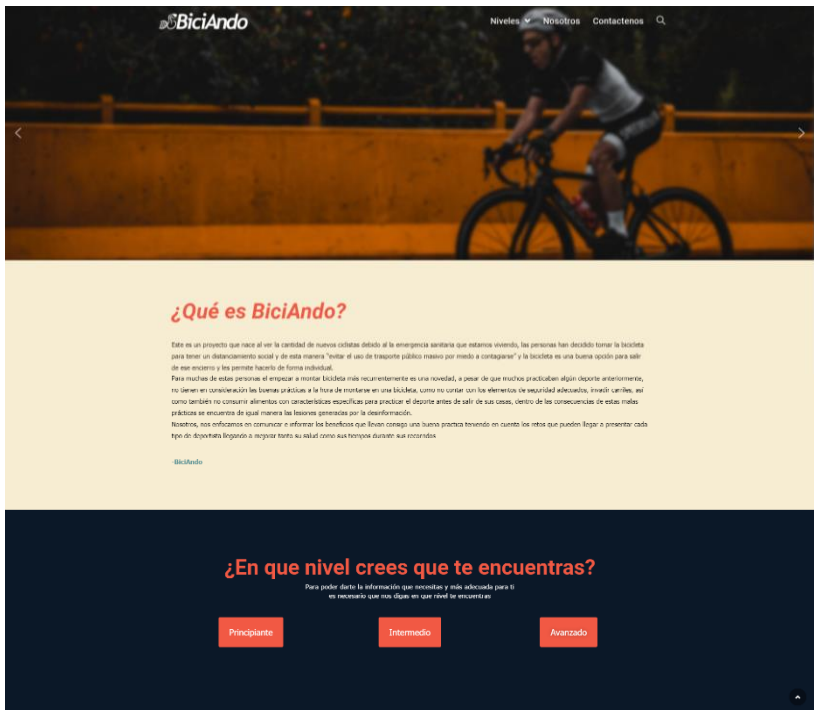 BiciAndo
Niveles Nosotros Contactenos
¿Qué es BiciAndo?
Este es un proyecto que nace al ver la cantidad de nuevos ciclistas debido al la emergencia sanitaria que estamos viviendo, las personas han decidido tomar la bicicleta
para tener un distanciamiento social y de esta manera "evitar el uso de trasporte público masivo por miedo a contagiarse" y la bicicleta es una buena opción para salir
de ese encierro y les permite hacerlo de forma individual.
Para muchas de estas personas el empezar a montar bicicleta más recurrentemente es una novedad, a pesar de que muchos practicaban algún deporte anteriormente,
no tienen en consideración las buenas prácticas a la hora de montarse en una bicicleta, como no contar con los elementos de seguridad adecuados, invadir carriles, así
como también no consumir alimentos con características especificas para practicar el deporte antes de salir de sus casas, dentro de las consecuencias de estas malas
prácticas se encuentra de igual manera las lesiones generadas por la desinformación.
Nosotros, nos enfocamos en comunicar e informar los beneficios que llevan consigo una buena practica teniendo en cuenta los retos que pueden llegar a presentar cada
tipo de deportista llegando a mejorar tanto su salud como sus tiempos durante sus recorridos
-BiciAndo
¿En que nivel crees que te encuentras?
Para poder darte la información que necesitas y más adecuada para ti
es necesario que nos digas en que nivel te encuentras
Principiante Intermedio Avanzado